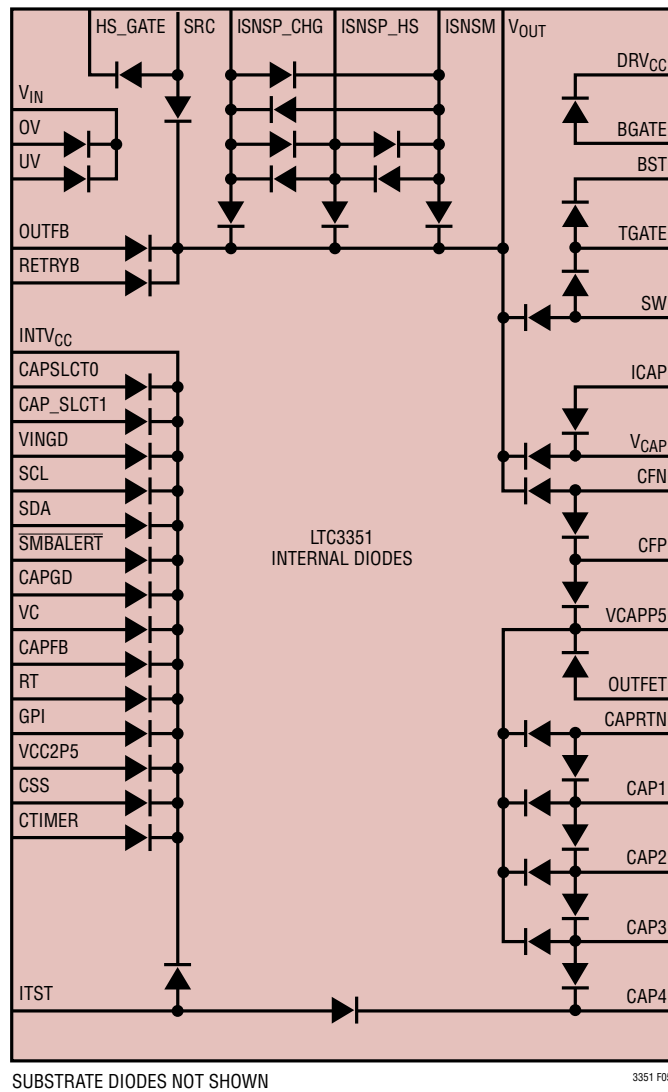 HS_GATE SRC ISNSP_CHG ISNSP_HS ISNSM VOUT
VIN
OV
UV
OUTFB
RETRYB
INTVCC
CAPSLCT0
CAP_SLCT1
VINGD
SCL
SDA
SMBALERT
CAPGD
VC
CAPFB
RT
GPI
VCC2P5
CSS
CTIMER
ITST
LTC3351
INTERNAL DIODES
DRVCC
BGATE
BST
TGATE
SW
ICAP
VCAP
CFN
CFP
VCAPP5
OUTFET
CAPRTN
CAP1
CAP2
CAP3
CAP4
SUBSTRATE DIODES NOT SHOWN
3351